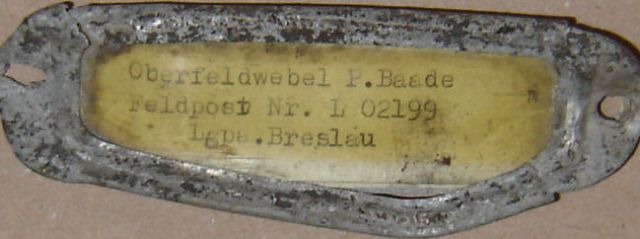 Oberfeldwebel P.Baade
Feldpost Nr. L 02199
Lgpa.Breslau